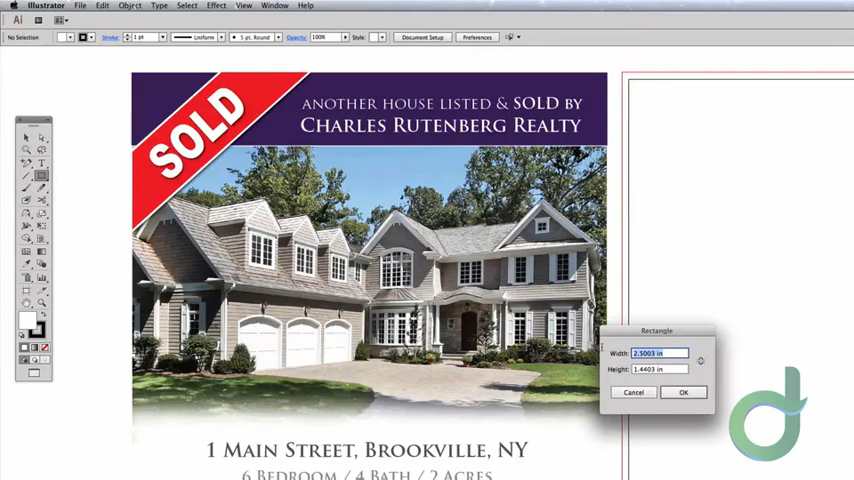 Illustrator File Edit Object Type Select Effect View Window Help
Ai Br
No Selection Stroke: 1 pt Uniform 5 pt. Round Opacity: 100% Style: Document Setup Preferences
SOLD
ANOTHER HOUSE LISTED & SOLD BY
CHARLES RUTENBERG REALTY
T
Rectangle
Width: 2.5003 in
Height: 1.4403 in
Cancel OK
d
1 MAIN STREET, BROOKVILLE, NY
6 BEDROOM / 4 BATH / 2 ACRES